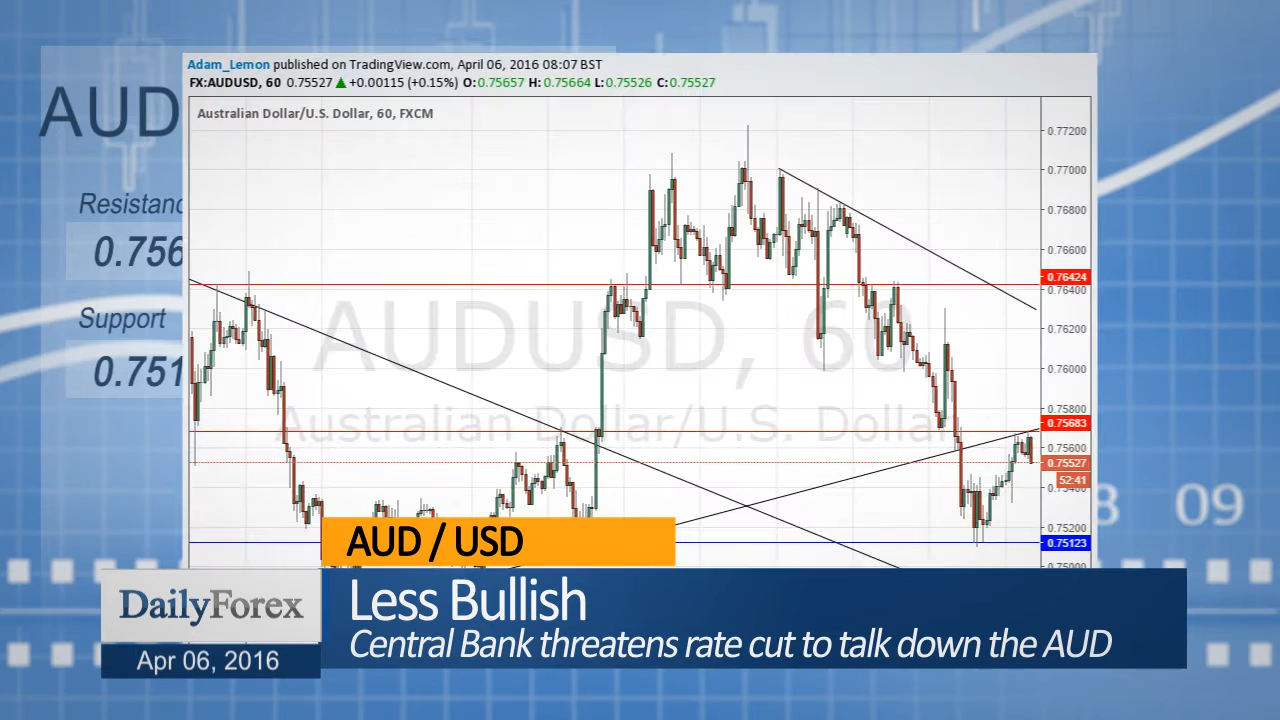 Adam_Lemon published on TradingView.com, April 06, 2016 08:07 BST
FX:AUDUSD, 60 0.75527 ▲ +0.00115 (+0.15%) O:0.75657 H:0.75664 L:0.75526 C:0.75527
Australian Dollar/U.S. Dollar, 60, FXCM
AUD
Resistanc
0.756
Support
0.751
AUDUSD, 60
Australian Dollar/U.S. Dollar
0.77200
0.77000
0.76800
0.76600
0.76424
0.76400
0.76200
0.76000
0.75800
0.75683
0.75600
0.75527
52:41
0.75200
0.75123
8 09
AUD / USD
DailyForex
Less Bullish
Central Bank threatens rate cut to talk down the AUD
Apr 06, 2016